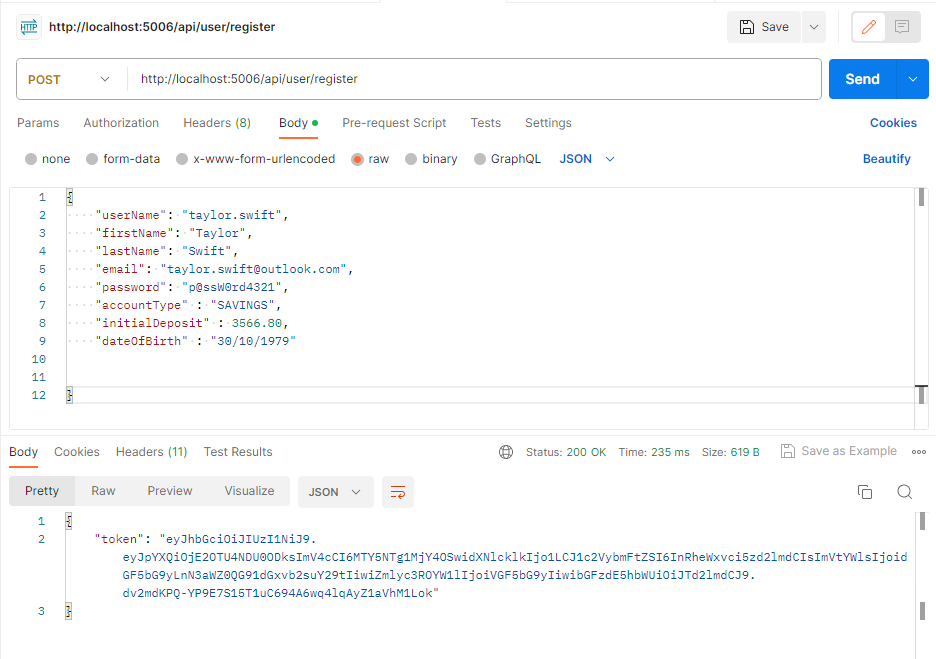 HTTP http://localhost:5006/api/user/register Save
POST http://localhost:5006/api/user/register Send
Params Authorization Headers (8) Body Pre-request Script Tests Settings Cookies
none form-data x-www-form-urlencoded raw binary GraphQL JSON Beautify
1 {
2 "userName": "taylor.swift",
3 "firstName": "Taylor",
4 "lastName": "Swift",
5 "email": "taylor.swift@outlook.com",
6 "password": "p@ssW0rd4321",
7 "accountType" : "SAVINGS",
8 "initialDeposit" : 3566.80,
9 "dateOfBirth" : "30/10/1979"
10
11
12 }
Body Cookies Headers (11) Test Results Status: 200 OK Time: 235 ms Size: 619 B Save as Example
Pretty Raw Preview Visualize JSON
1 {
2 "token": "eyJhbGciOiJIUzI1NiJ9.
eyJpYXQiOjE2OTU4NDU0ODksImV4cCI6MTY5NTg1MjY4OSwidXNlcklkIjo1LCJ1c2VybmFtZSI6InRheWxvci5zd2lmdCIsImVtYWlsIjoid
GF5bG9yLnN3aWZ0QG91dGxvb2suY29tIiwiZmlyc3ROYW1lIjoiVGF5bG9yIiwibGFzdE5hbWUiOiJTd2lmdCJ9.
dv2mdKPQ-YP9E7S15T1uC694A6wq4lqAyZ1aVhM1Lok"
3 }